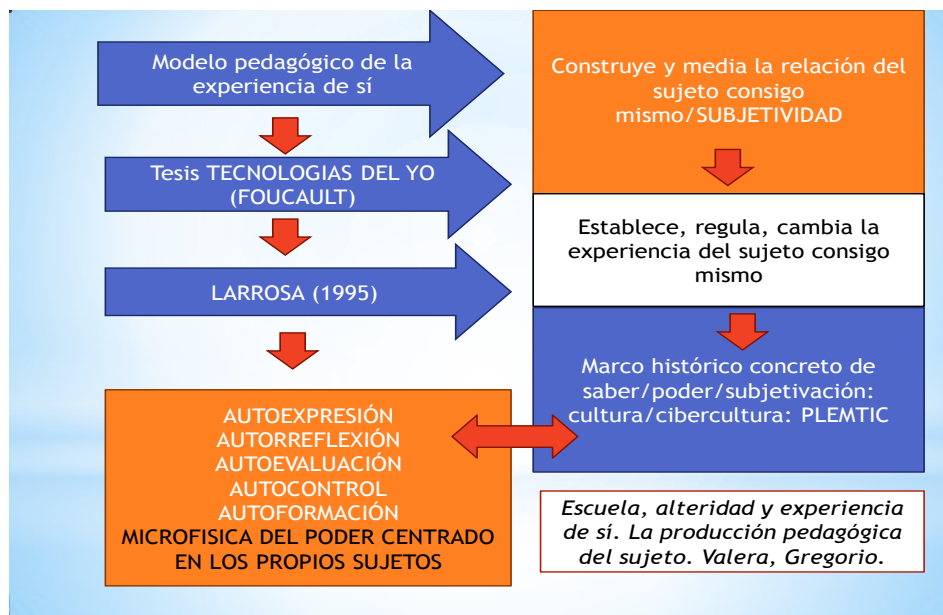 Modelo pedagógico de la
experiencia de sí
Tesis TECNOLOGIAS DEL YO
(FOUCAULT)
LARROSA (1995)
AUTOEXPRESIÓN
AUTORREFLEXIÓN
AUTOEVALUACIÓN
AUTOCONTROL
AUTOFORMACIÓN
MICROFISICA DEL PODER CENTRADO
EN LOS PROPIOS SUJETOS
Construye y media la relación del
sujeto consigo
mismo/SUBJETIVIDAD
Establece, regula, cambia la
experiencia del sujeto consigo
mismo
Marco histórico concreto de
saber/poder/subjetivación:
cultura/cibercultura: PLEMTIC
Escuela, alteridad y experiencia
de sí. La producción pedagógica
del sujeto. Valera, Gregorio.